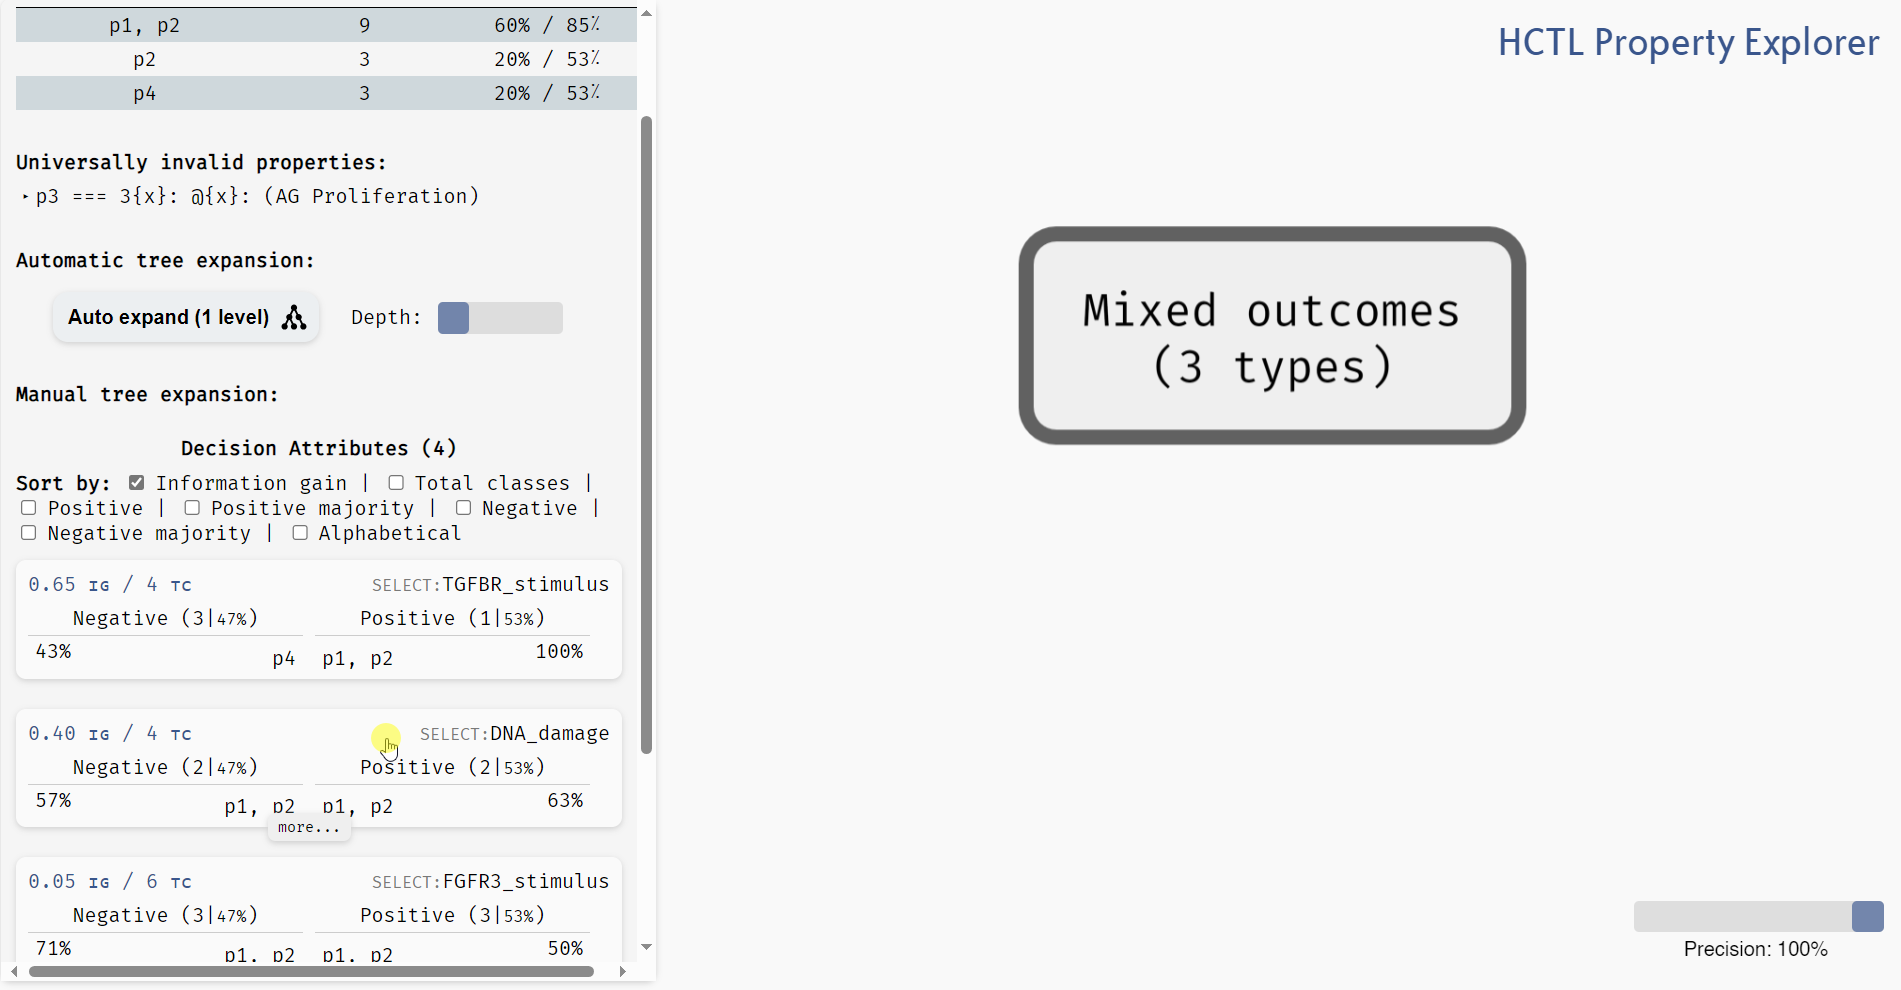 HCTL Property Explorer
p1, p2 9 60% / 85٪
p2 3 20% / 53٪
p4 3 20% / 53٪
Universally invalid properties:
‣ p3 === 3{x}: @{x}: (AG Proliferation)
Automatic tree expansion:
Auto expand (1 level) Depth:
Manual tree expansion:
Decision Attributes (4)
Sort by: Information gain | Total classes |
Positive | Positive majority | Negative |
Negative majority | Alphabetical
0.65 IG / 4 TC SELECT:TGFBR_stimulus
Negative (3|47%) Positive (1|53%)
43% p4 p1, p2 100%
0.40 IG / 4 TC SELECT:DNA_damage
Negative (2|47%) Positive (2|53%)
57% p1, p2 p1, p2 63%
more...
0.05 IG / 6 TC SELECT:FGFR3_stimulus
Negative (3|47%) Positive (3|53%)
71% p1, p2 p1, p2 50%
Mixed outcomes
(3 types)
Precision: 100%